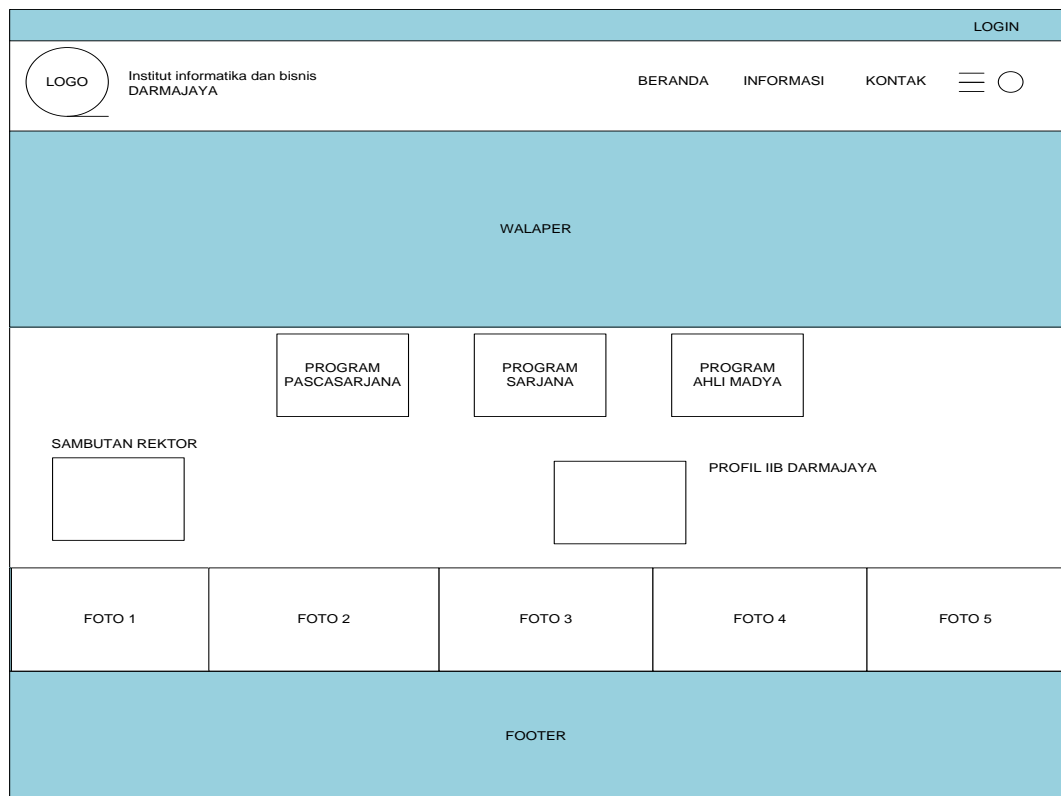 LOGIN
LOGO
Institut informatika dan bisnis
DARMAJAYA
BERANDA
INFORMASI
KONTAK
WALAPER
PROGRAM
PASCASARJANA
PROGRAM
SARJANA
PROGRAM
AHLI MADYA
SAMBUTAN REKTOR
PROFIL IIB DARMAJAYA
FOTO 1
FOTO 2
FOTO 3
FOTO 4
FOTO 5
FOOTER